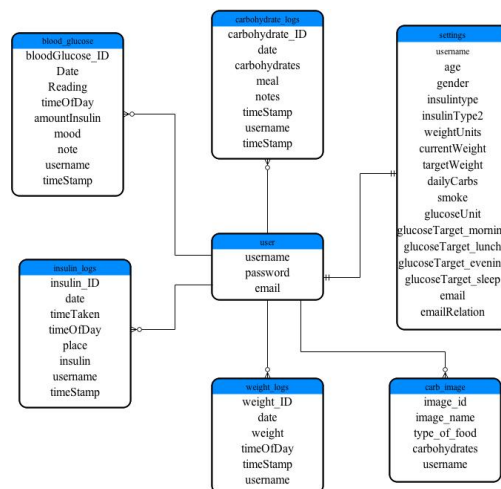 blood_glucose
bloodGlucose_ID
Date
Reading
timeOfDay
amountInsulin
mood
note
username
timeStamp
carbohydrate_logs
carbohydrate_ID
date
carbohydrates
meal
notes
timeStamp
username
timeStamp
settings
username
age
gender
insulintype
insulinType2
weightUnits
currentWeight
targetWeight
dailyCarbs
smoke
glucoseUnit
glucoseTarget_mornin
glucoseTarget_lunch
glucoseTarget_evenin
glucoseTarget_sleep
email
emailRelation
user
username
password
email
insulin_logs
insulin_ID
date
timeTaken
timeOfDay
place
insulin
username
timeStamp
weight_logs
weight_ID
date
weight
timeOfDay
timeStamp
username
carb_image
image_id
image_name
type_of_food
carbohydrates
username